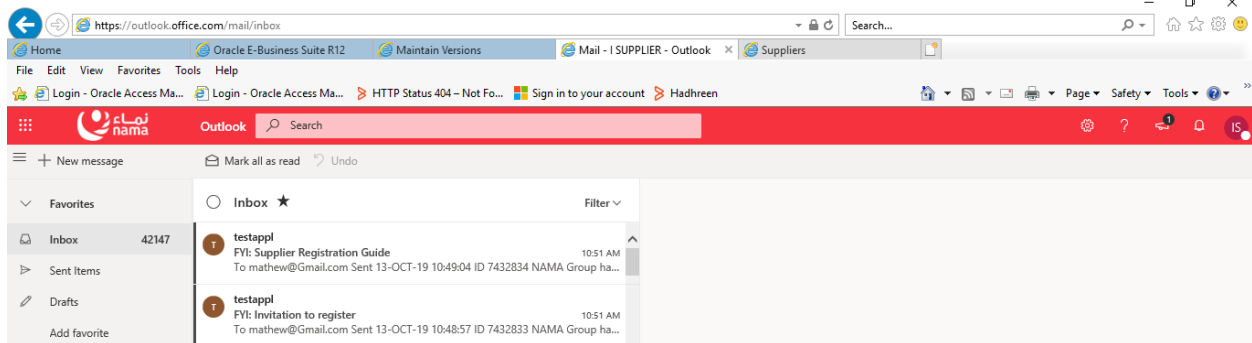 https://outlook.office.com/mail/inbox
Search...
Home
Oracle E-Business Suite R12
Maintain Versions
Mail - I SUPPLIER - Outlook
Suppliers
File Edit View Favorites Tools Help
Login - Oracle Access Ma...
Login - Oracle Access Ma...
HTTP Status 404 – Not Fo...
Sign in to your account
Hadhreen
Page
Safety
Tools
نماء
nama
Outlook
Search
1
IS
New message
Mark all as read
Undo
Favorites
Inbox ★
Filter
Inbox 42147
T
testappl
FYI: Supplier Registration Guide 10:51 AM
To mathew@Gmail.com Sent 13-OCT-19 10:49:04 ID 7432834 NAMA Group ha...
Sent Items
Drafts
T
testappl
FYI: Invitation to register 10:51 AM
To mathew@Gmail.com Sent 13-OCT-19 10:48:57 ID 7432833 NAMA Group ha...
Add favorite